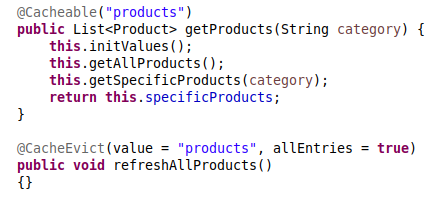 @Cacheable("products")
public List<Product> getProducts(String category) {
    this.initValues();
    this.getAllProducts();
    this.getSpecificProducts(category);
    return this.specificProducts;
}

@CacheEvict(value = "products", allEntries = true)
public void refreshAllProducts()
{}